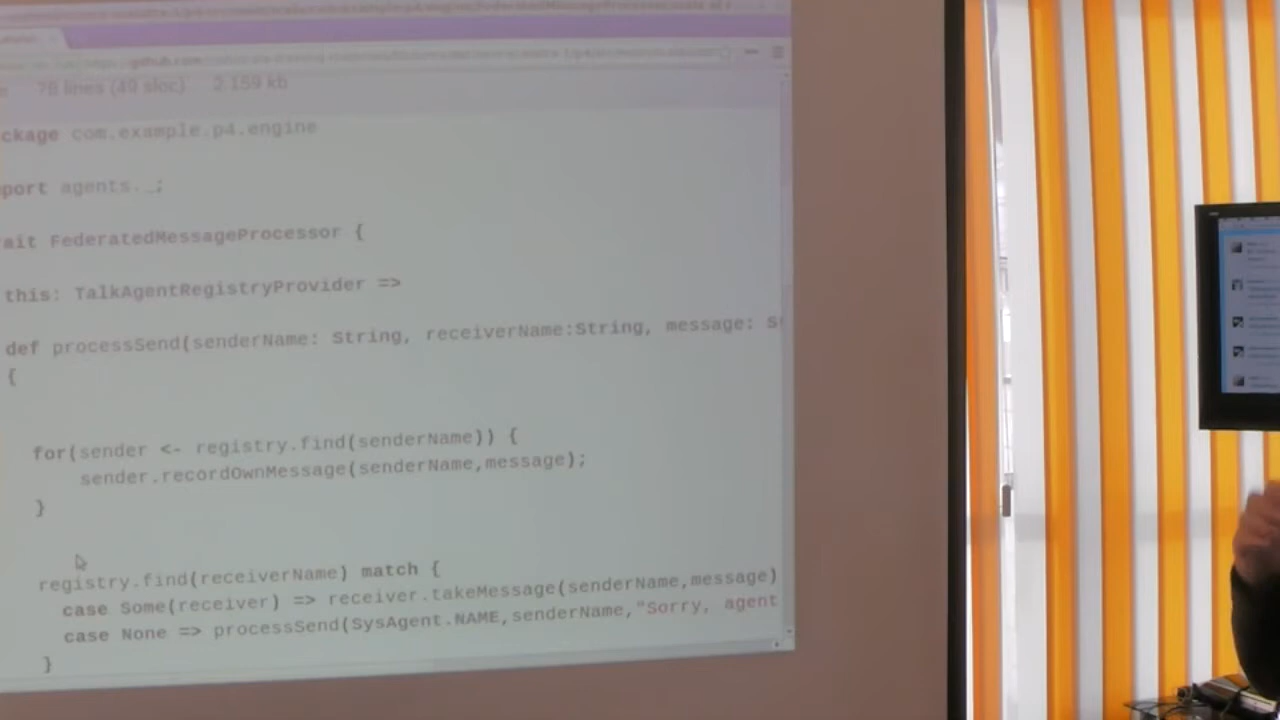 github.com
78 lines (49 sloc) 2.159 kb
ckage com.example.p4.engine
port agents._;
ait FederatedMessageProcessor {
this: TalkAgentRegistryProvider =>
def processSend(senderName: String, receiverName:String, message: S
{
for(sender <- registry.find(senderName)) {
sender.recordOwnMessage(senderName,message);
}
registry.find(receiverName) match {
case Some(receiver) => receiver.takeMessage(senderName,message)
case None => processSend(SysAgent.NAME,senderName,"Sorry, agent
}